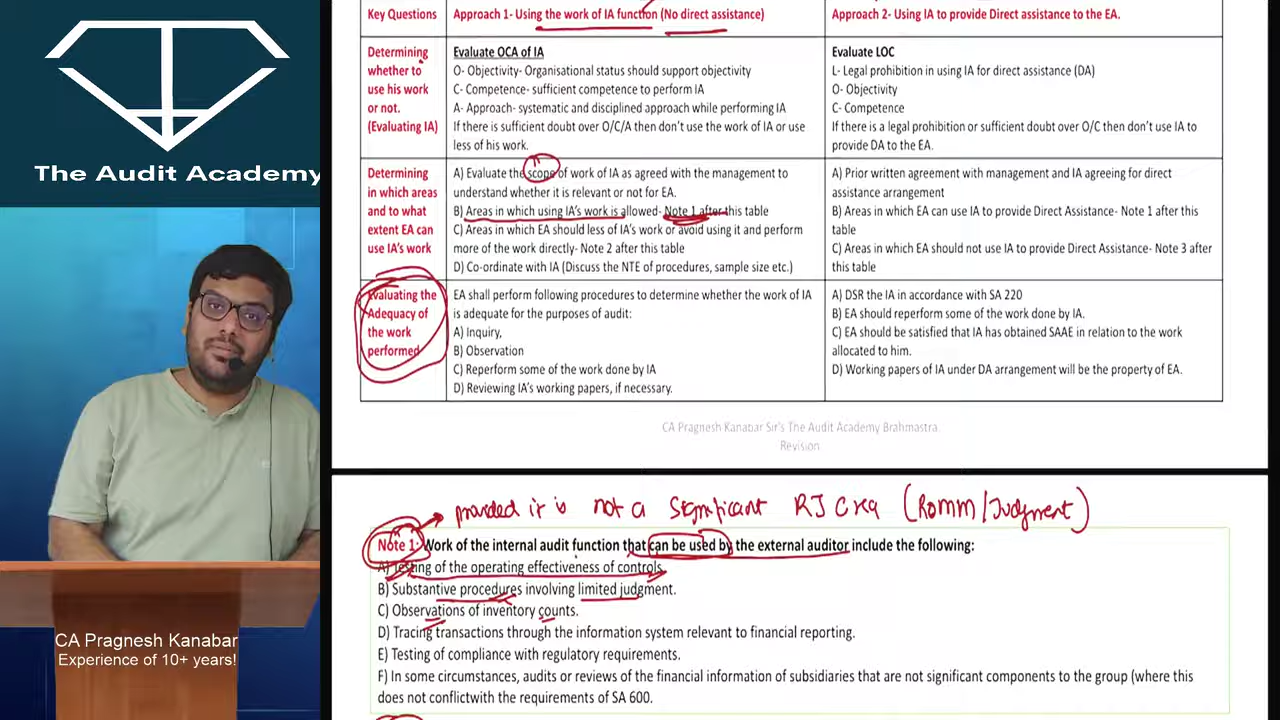 The Audit Academy
CA Pragnesh Kanabar
Experience of 10+ years!
Key Questions
Approach 1- Using the work of IA function (No direct assistance)
Approach 2- Using IA to provide Direct assistance to the EA.
Determining
whether to
use his work
or not.
(Evaluating IA)
Evaluate OCA of IA
O- Objectivity- Organisational status should support objectivity
C- Competence- sufficient competence to perform IA
A- Approach- systematic and disciplined approach while performing IA
If there is sufficient doubt over O/C/A then don't use the work of IA or use
less of his work.
Evaluate LOC
L- Legal prohibition in using IA for direct assistance (DA)
O- Objectivity
C- Competence
If there is a legal prohibition or sufficient doubt over O/C then don't use IA to
provide DA to the EA.
Determining
in which areas
and to what
extent EA can
use IA's work
A) Evaluate the scope of work of IA as agreed with the management to
understand whether it is relevant or not for EA.
B) Areas in which using IA's work is allowed- Note 1 after this table
C) Areas in which EA should less of IA's work or avoid using it and perform
more of the work directly- Note 2 after this table
D) Co-ordinate with IA (Discuss the NTE of procedures, sample size etc.)
A) Prior written agreement with management and IA agreeing for direct
assistance arrangement
B) Areas in which EA can use IA to provide Direct Assistance- Note 1 after this
table
C) Areas in which EA should not use IA to provide Direct Assistance- Note 3 after
this table
Evaluating the
Adequacy of
the work
performed
EA shall perform following procedures to determine whether the work of IA
is adequate for the purposes of audit:
A) Inquiry,
B) Observation
C) Reperform some of the work done by IA
D) Reviewing IA's working papers, if necessary.
A) DSR the IA in accordance with SA 220
B) EA should reperform some of the work done by IA.
C) EA should be satisfied that IA has obtained SAAE in relation to the work
allocated to him.
D) Working papers of IA under DA arrangement will be the property of EA.
CA Pragnesh Kanabar Sir's The Audit Academy Brahmastra
Revision
provided it is not a significant RJ area (ROMM/Judgment)
Note 1: Work of the internal audit function that can be used by the external auditor include the following:
A) Testing of the operating effectiveness of controls.
B) Substantive procedures involving limited judgment.
C) Observations of inventory counts.
D) Tracing transactions through the information system relevant to financial reporting.
E) Testing of compliance with regulatory requirements.
F) In some circumstances, audits or reviews of the financial information of subsidiaries that are not significant components to the group (where this
does not conflictwith the requirements of SA 600.